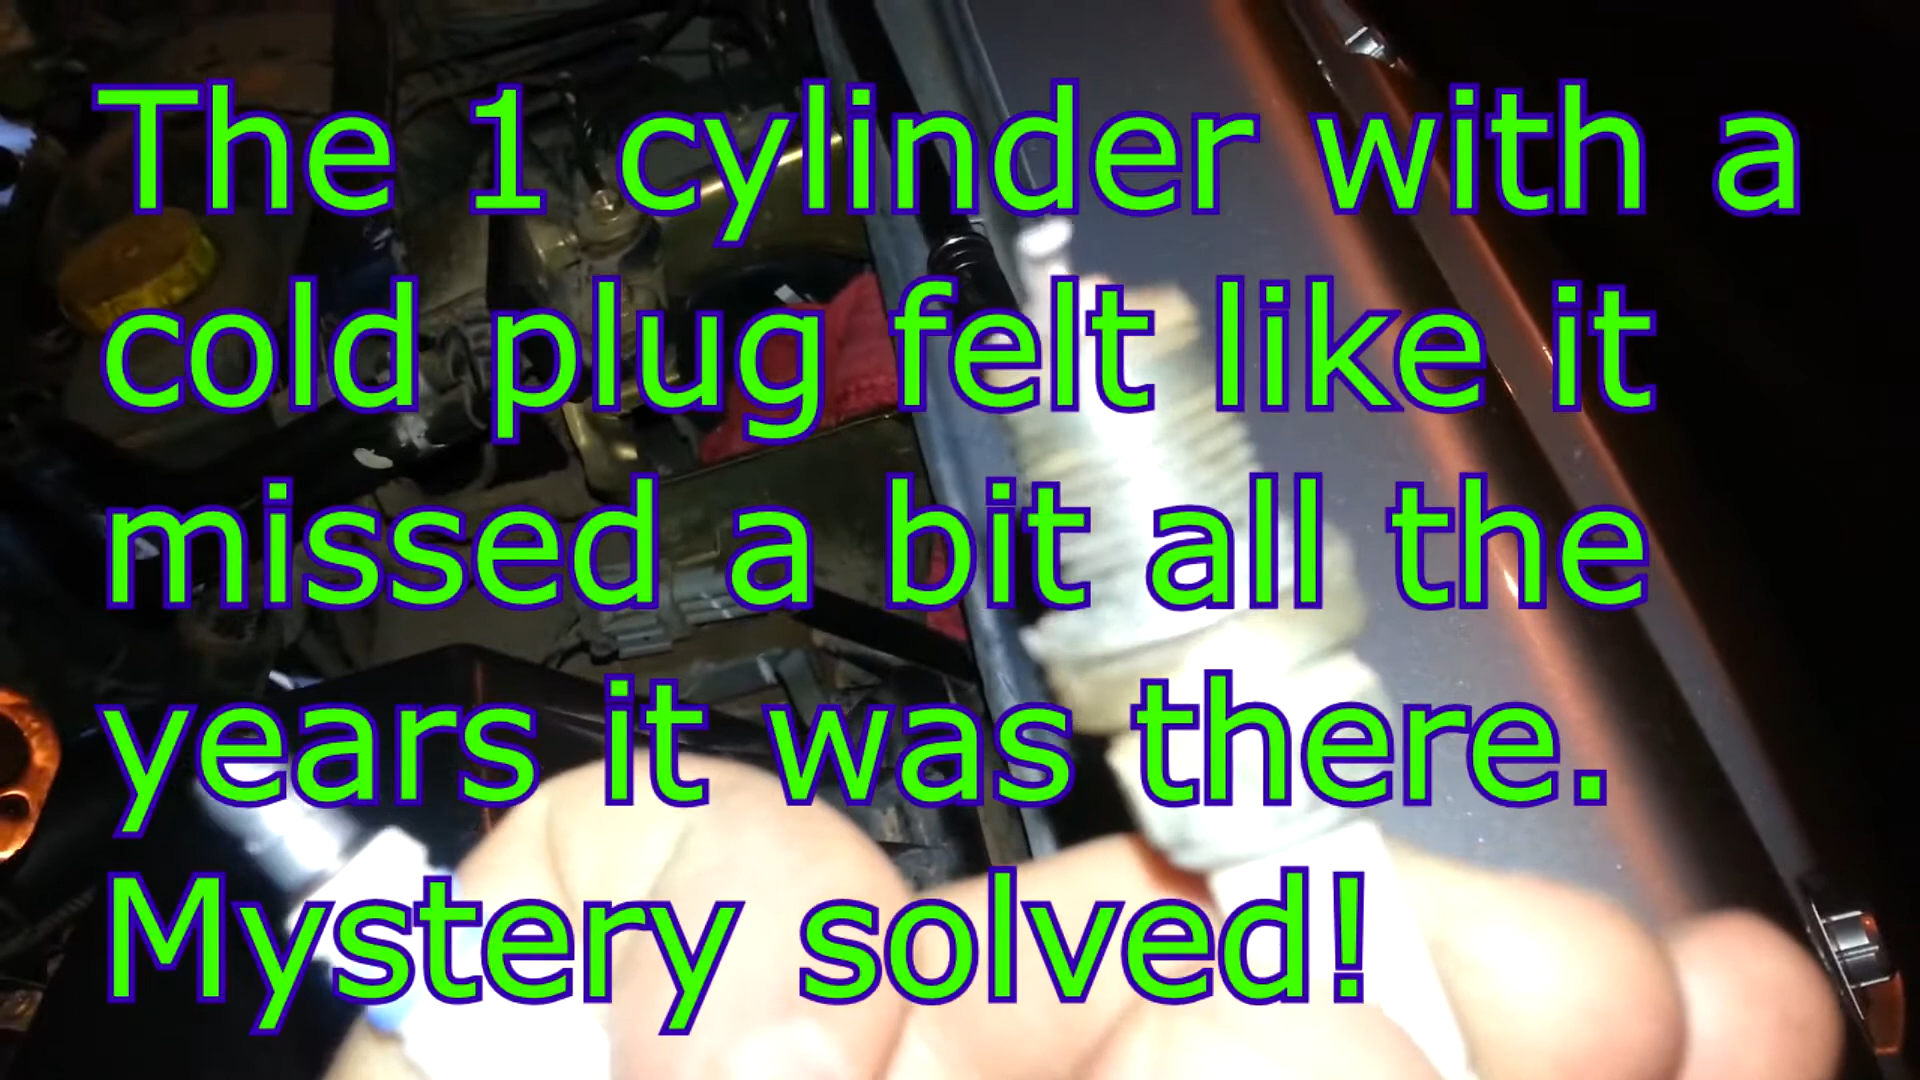 The 1 cylinder with a
cold plug felt like it
missed a bit all the
years it was there.
Mystery solved!